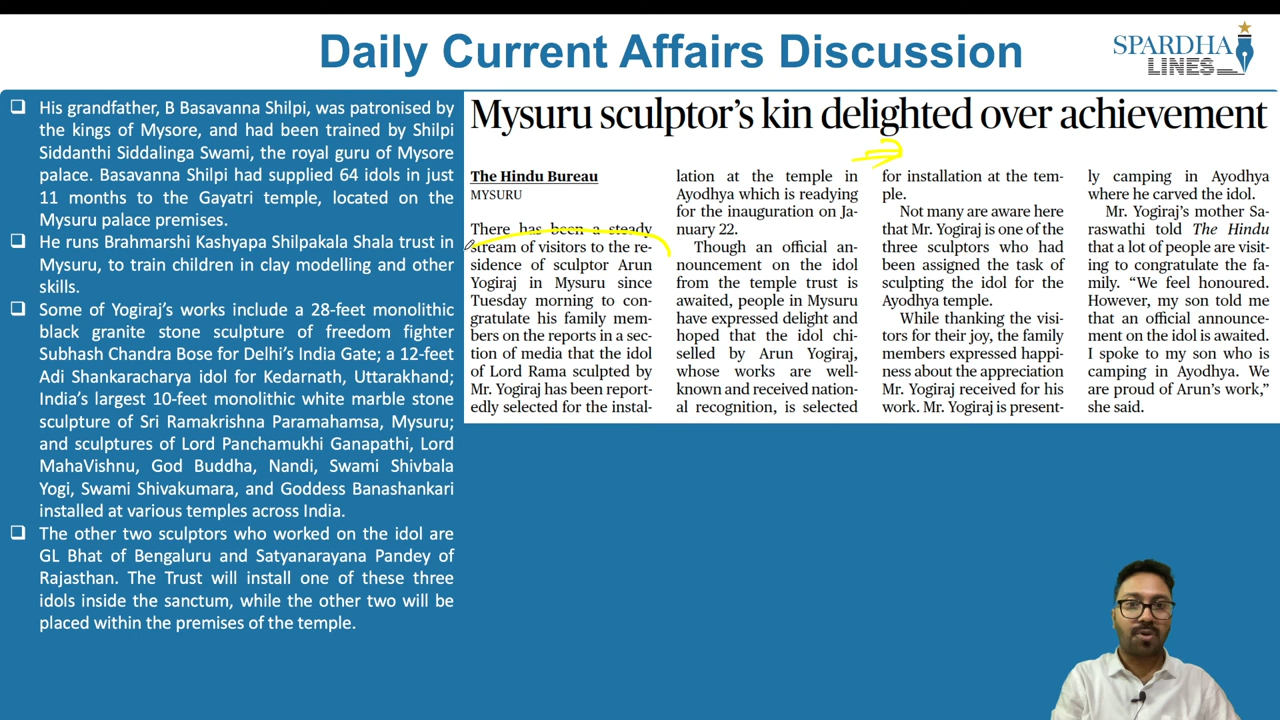 Daily Current Affairs Discussion
SPARDHA
LINES
His grandfather, B Basavanna Shilpi, was patronised by
the kings of Mysore, and had been trained by Shilpi
Siddanthi Siddalinga Swami, the royal guru of Mysore
palace. Basavanna Shilpi had supplied 64 idols in just
11 months to the Gayatri temple, located on the
Mysuru palace premises.
He runs Brahmarshi Kashyapa Shilpakala Shala trust in
Mysuru, to train children in clay modelling and other
skills.
Some of Yogiraj's works include a 28-feet monolithic
black granite stone sculpture of freedom fighter
Subhash Chandra Bose for Delhi's India Gate; a 12-feet
Adi Shankaracharya idol for Kedarnath, Uttarakhand;
India's largest 10-feet monolithic white marble stone
sculpture of Sri Ramakrishna Paramahamsa, Mysuru;
and sculptures of Lord Panchamukhi Ganapathi, Lord
MahaVishnu, God Buddha, Nandi, Swami Shivbala
Yogi, Swami Shivakumara, and Goddess Banashankari
installed at various temples across India.
The other two sculptors who worked on the idol are
GL Bhat of Bengaluru and Satyanarayana Pandey of
Rajasthan. The Trust will install one of these three
idols inside the sanctum, while the other two will be
placed within the premises of the temple.
Mysuru sculptor's kin delighted over achievement
The Hindu Bureau
MYSURU
There has been a steady
stream of visitors to the re-
sidence of sculptor Arun
Yogiraj in Mysuru since
Tuesday morning to con-
gratulate his family mem-
bers on the reports in a sec-
tion of media that the idol
of Lord Rama sculpted by
Mr. Yogiraj has been report-
edly selected for the instal-
lation at the temple in
Ayodhya which is readying
for the inauguration on Ja-
nuary 22.
Though an official an-
nouncement on the idol
from the temple trust is
awaited, people in Mysuru
have expressed delight and
hoped that the idol chi-
selled by Arun Yogiraj,
whose works are well-
known and received nation-
al recognition, is selected
for installation at the tem-
ple.
Not many are aware here
that Mr. Yogiraj is one of the
three sculptors who had
been assigned the task of
sculpting the idol for the
Ayodhya temple.
While thanking the visi-
tors for their joy, the family
members expressed happi-
ness about the appreciation
Mr. Yogiraj received for his
work. Mr. Yogiraj is present-
ly camping in Ayodhya
where he carved the idol.
Mr. Yogiraj's mother Sa-
raswathi told The Hindu
that a lot of people are visit-
ing to congratulate the fa-
mily. “We feel honoured.
However, my son told me
that an official announce-
ment on the idol is awaited.
I spoke to my son who is
camping in Ayodhya. We
are proud of Arun's work,”
she said.